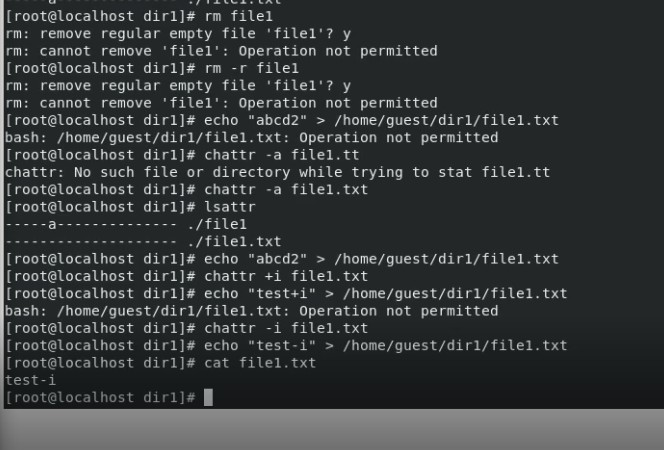 -----a-------------- ./file1.txt
[root@localhost dir1]# rm file1
rm: remove regular empty file 'file1'? y
rm: cannot remove 'file1': Operation not permitted
[root@localhost dir1]# rm -r file1
rm: remove regular empty file 'file1'? y
rm: cannot remove 'file1': Operation not permitted
[root@localhost dir1]# echo "abcd2" > /home/guest/dir1/file1.txt
bash: /home/guest/dir1/file1.txt: Operation not permitted
[root@localhost dir1]# chattr -a file1.tt
chattr: No such file or directory while trying to stat file1.tt
[root@localhost dir1]# chattr -a file1.txt
[root@localhost dir1]# lsattr
-----a-------------- ./file1
-------------------- ./file1.txt
[root@localhost dir1]# echo "abcd2" > /home/guest/dir1/file1.txt
[root@localhost dir1]# chattr +i file1.txt
[root@localhost dir1]# echo "test+i" > /home/guest/dir1/file1.txt
bash: /home/guest/dir1/file1.txt: Operation not permitted
[root@localhost dir1]# chattr -i file1.txt
[root@localhost dir1]# echo "test-i" > /home/guest/dir1/file1.txt
[root@localhost dir1]# cat file1.txt
test-i
[root@localhost dir1]#